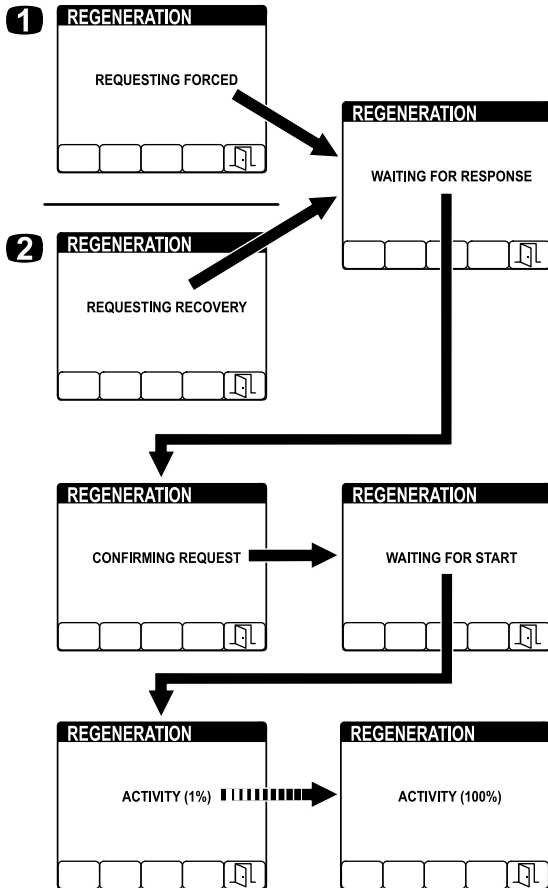 1
REGENERATION
REQUESTING FORCED
REGENERATION
WAITING FOR RESPONSE
2
REGENERATION
REQUESTING RECOVERY
REGENERATION
CONFIRMING REQUEST
REGENERATION
WAITING FOR START
REGENERATION
ACTIVITY (1%)
REGENERATION
ACTIVITY (100%)